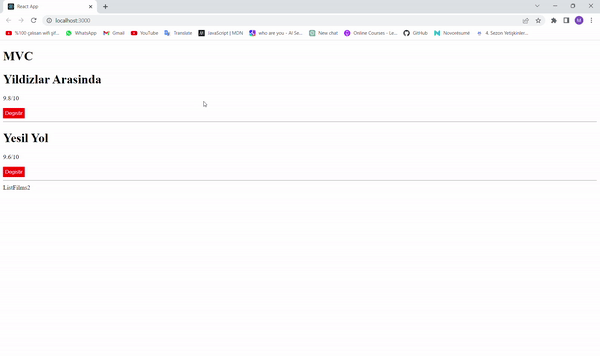 React App
localhost:3000
%100 çalışan wifi şif...
WhatsApp
Gmail
YouTube
Translate
JavaScript | MDN
who are you - AI Se...
New chat
Online Courses - Le...
GitHub
Novorésumé
4. Sezon Yetişkinler...
M
MVC
Yildizlar Arasinda
9.8/10
Degistir
Yesil Yol
9.6/10
Degistir
ListFilms2